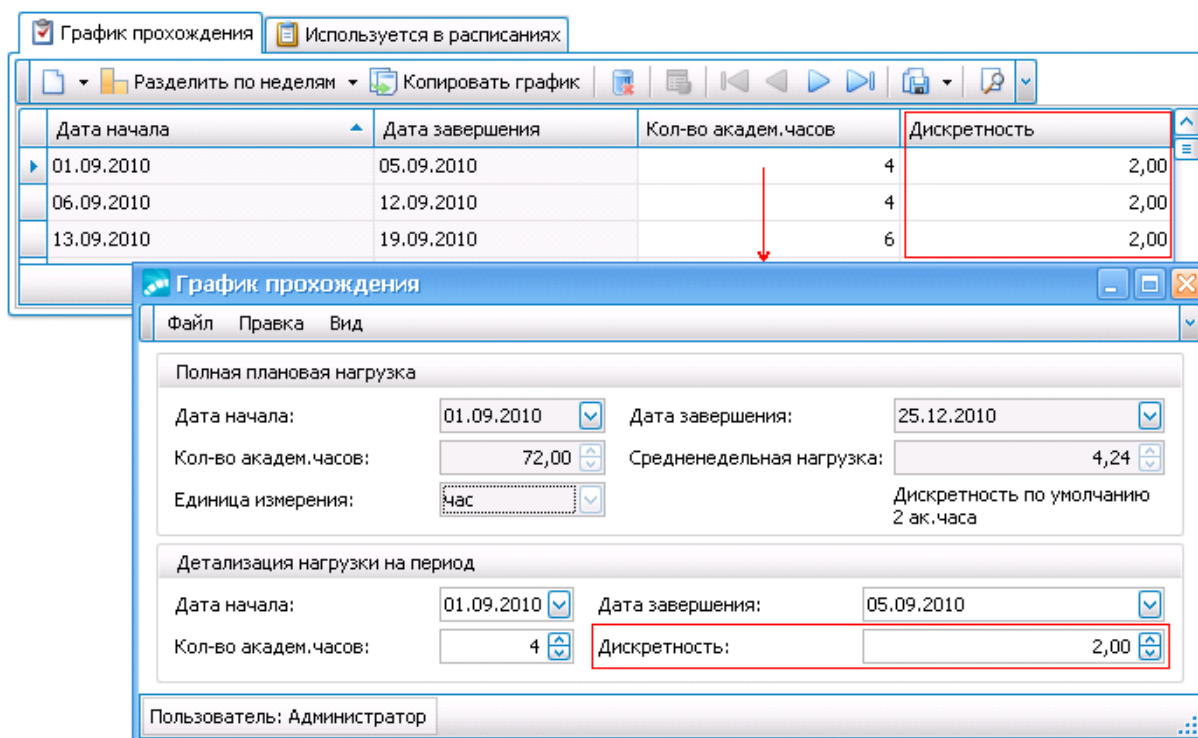 График прохождения Используется в расписаниях
Разделить по неделям Копировать график
Дата начала Дата завершения Кол-во академ.часов Дискретность
01.09.2010 05.09.2010 4 2,00
06.09.2010 12.09.2010 4 2,00
13.09.2010 19.09.2010 6 2,00
График прохождения
Файл Правка Вид
Полная плановая нагрузка
Дата начала: 01.09.2010 Дата завершения: 25.12.2010
Кол-во академ.часов: 72,00 Средненедельная нагрузка: 4,24
Единица измерения: час Дискретность по умолчанию
2 ак.часа
Детализация нагрузки на период
Дата начала: 01.09.2010 Дата завершения: 05.09.2010
Кол-во академ.часов: 4 Дискретность: 2,00
Пользователь: Администратор